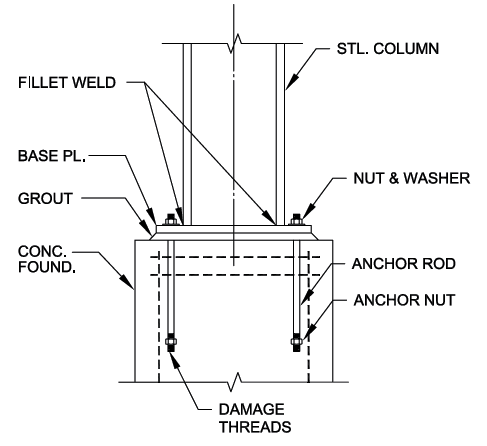 STL. COLUMN
FILLET WELD
BASE PL.
NUT & WASHER
GROUT
CONC.
FOUND.
ANCHOR ROD
ANCHOR NUT
DAMAGE
THREADS